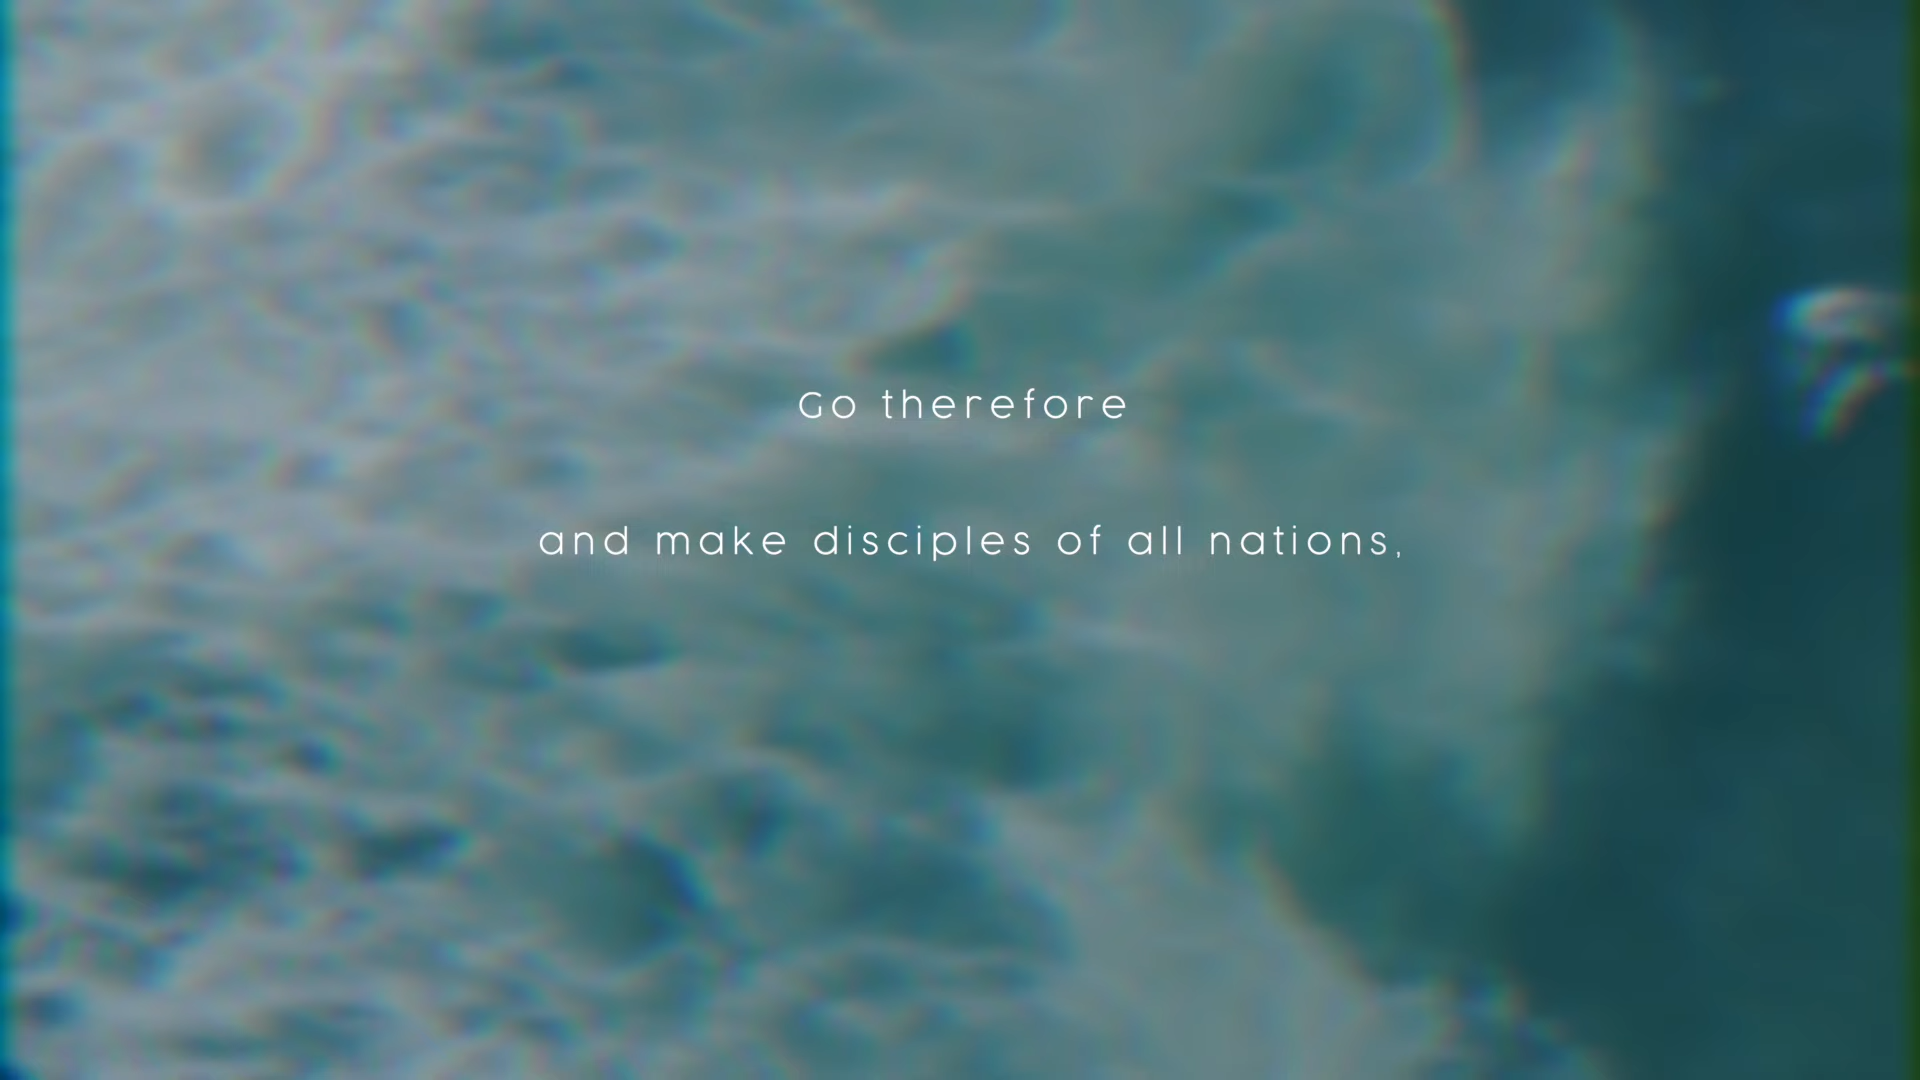 Go therefore
and make disciples of all nations,